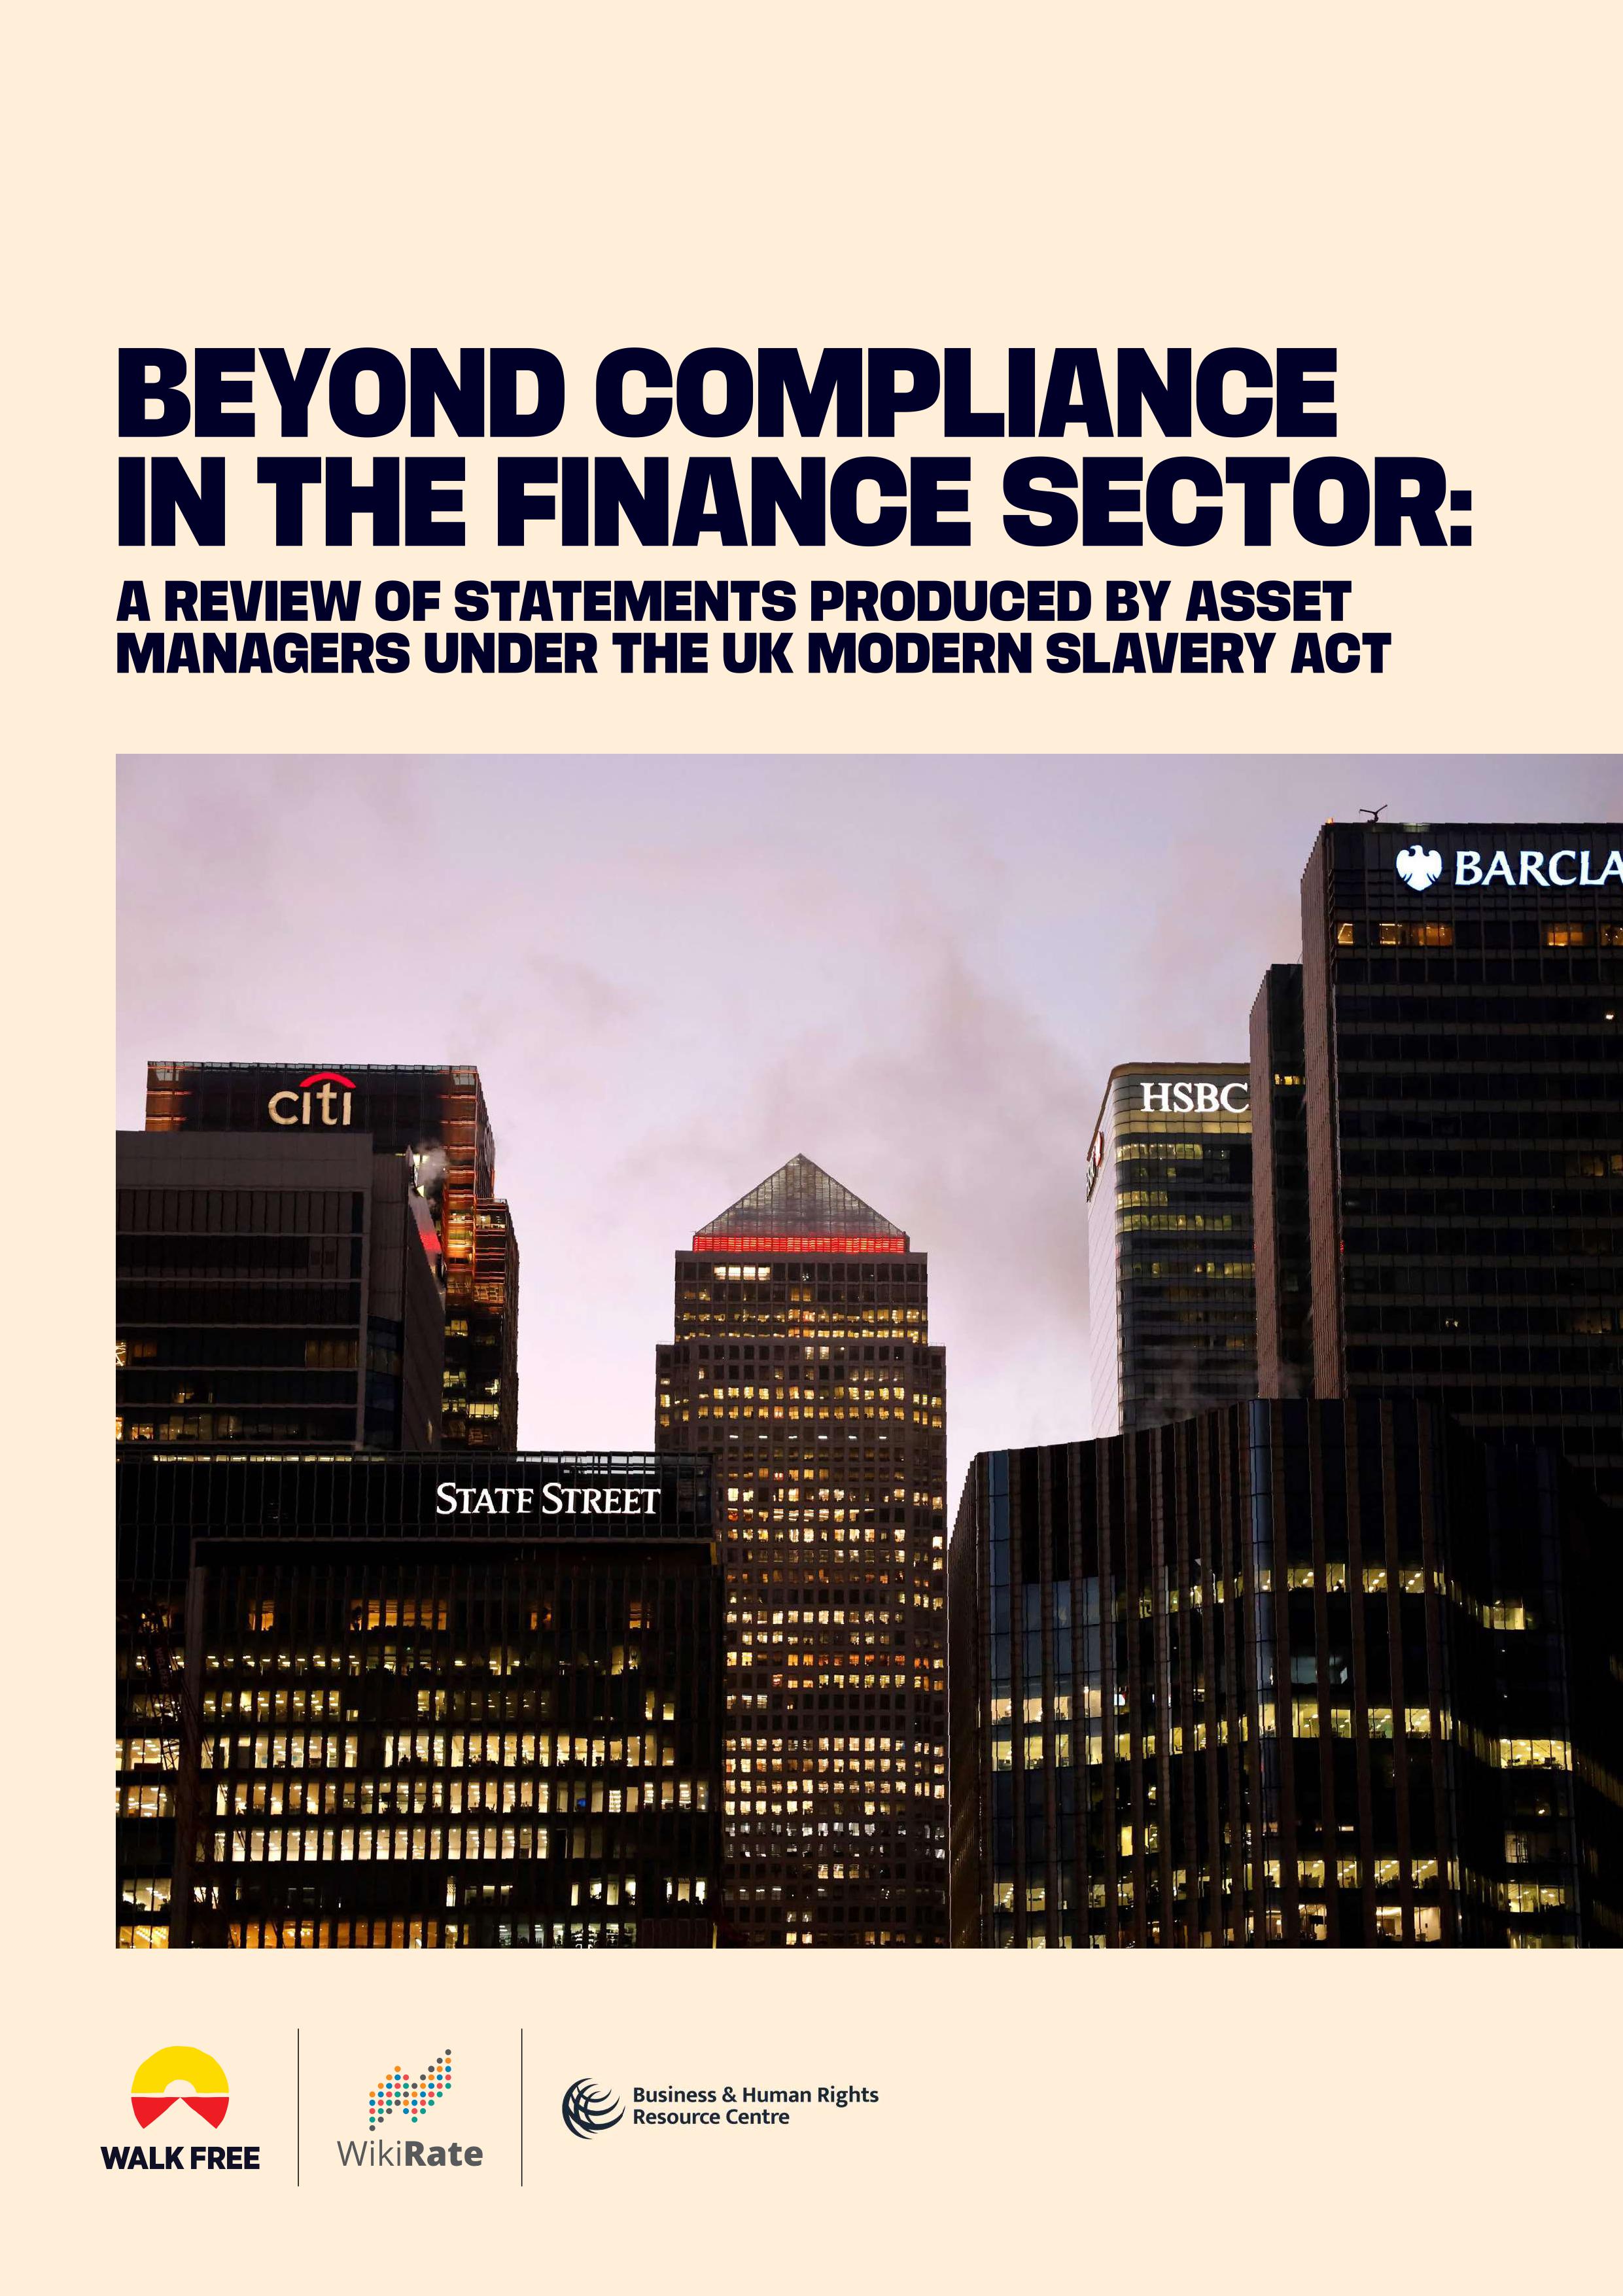 BEYOND COMPLIANCE
IN THE FINANCE SECTOR:
A REVIEW OF STATEMENTS PRODUCED BY ASSET
MANAGERS UNDER THE UK MODERN SLAVERY ACT
BARCLA
citi
HSBC
STATE STREET
WALK FREE
WikiRate
Business & Human Rights
Resource Centre